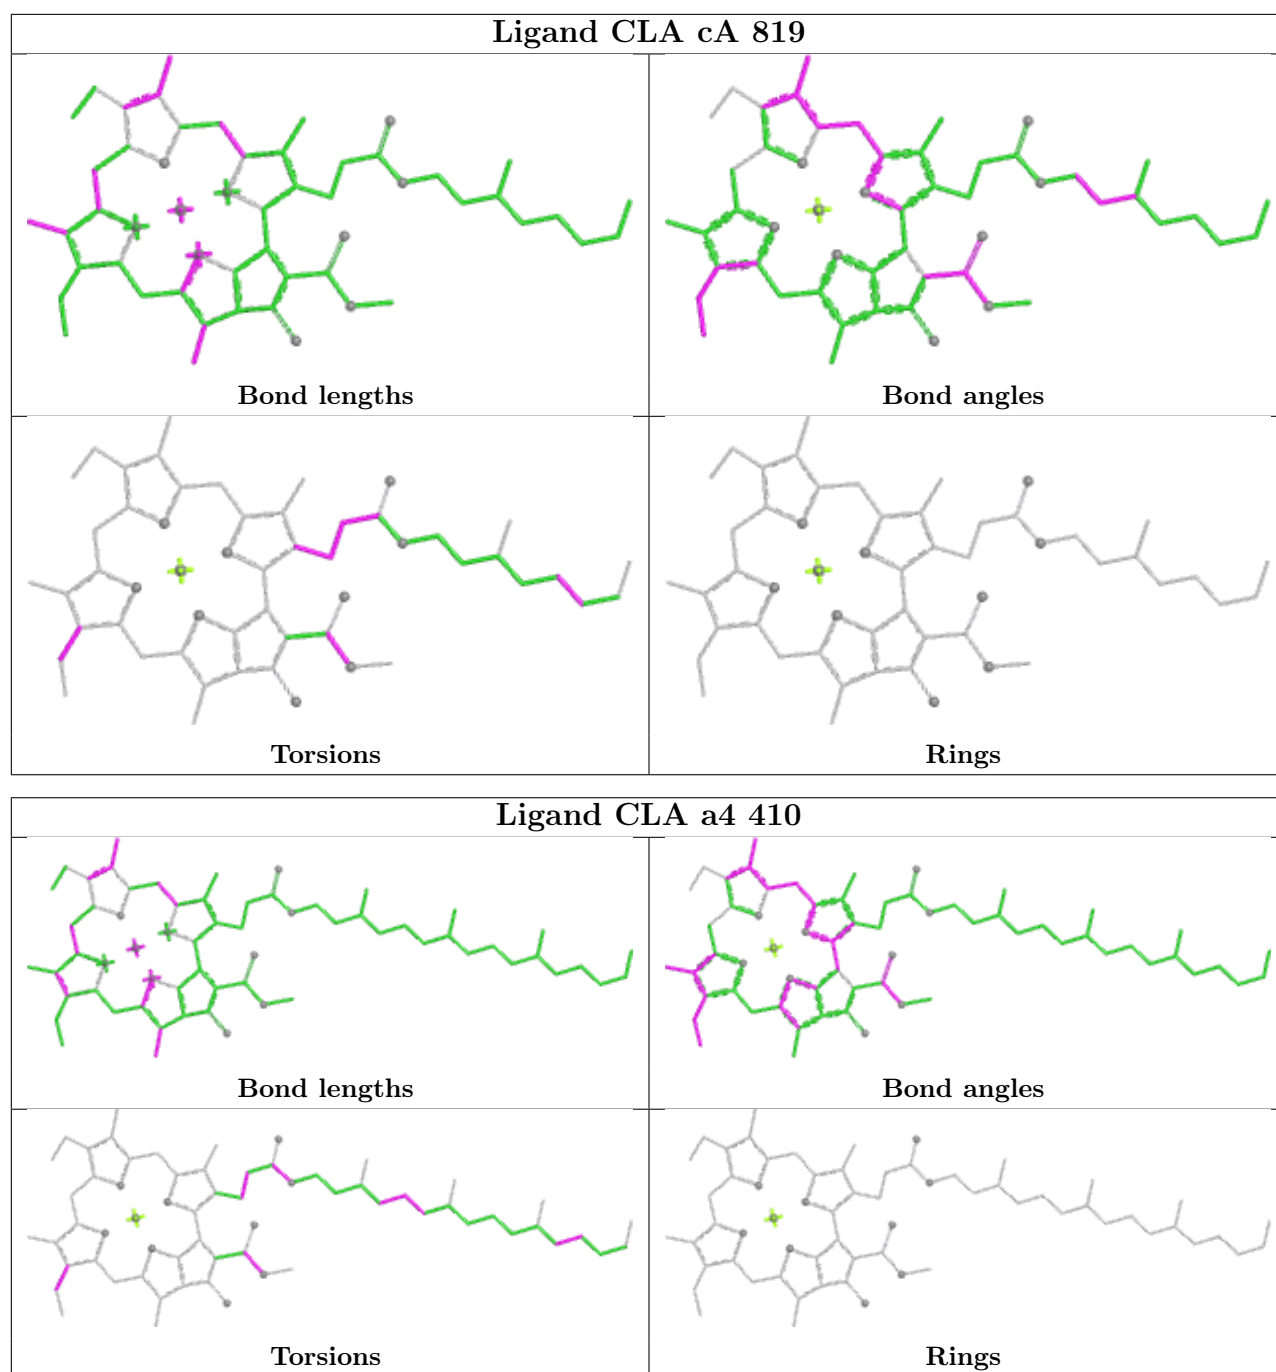 Ligand CLA cA 819
Bond lengths
Bond angles
Torsions
Rings
Ligand CLA a4 410
Bond lengths
Bond angles
Torsions
Rings